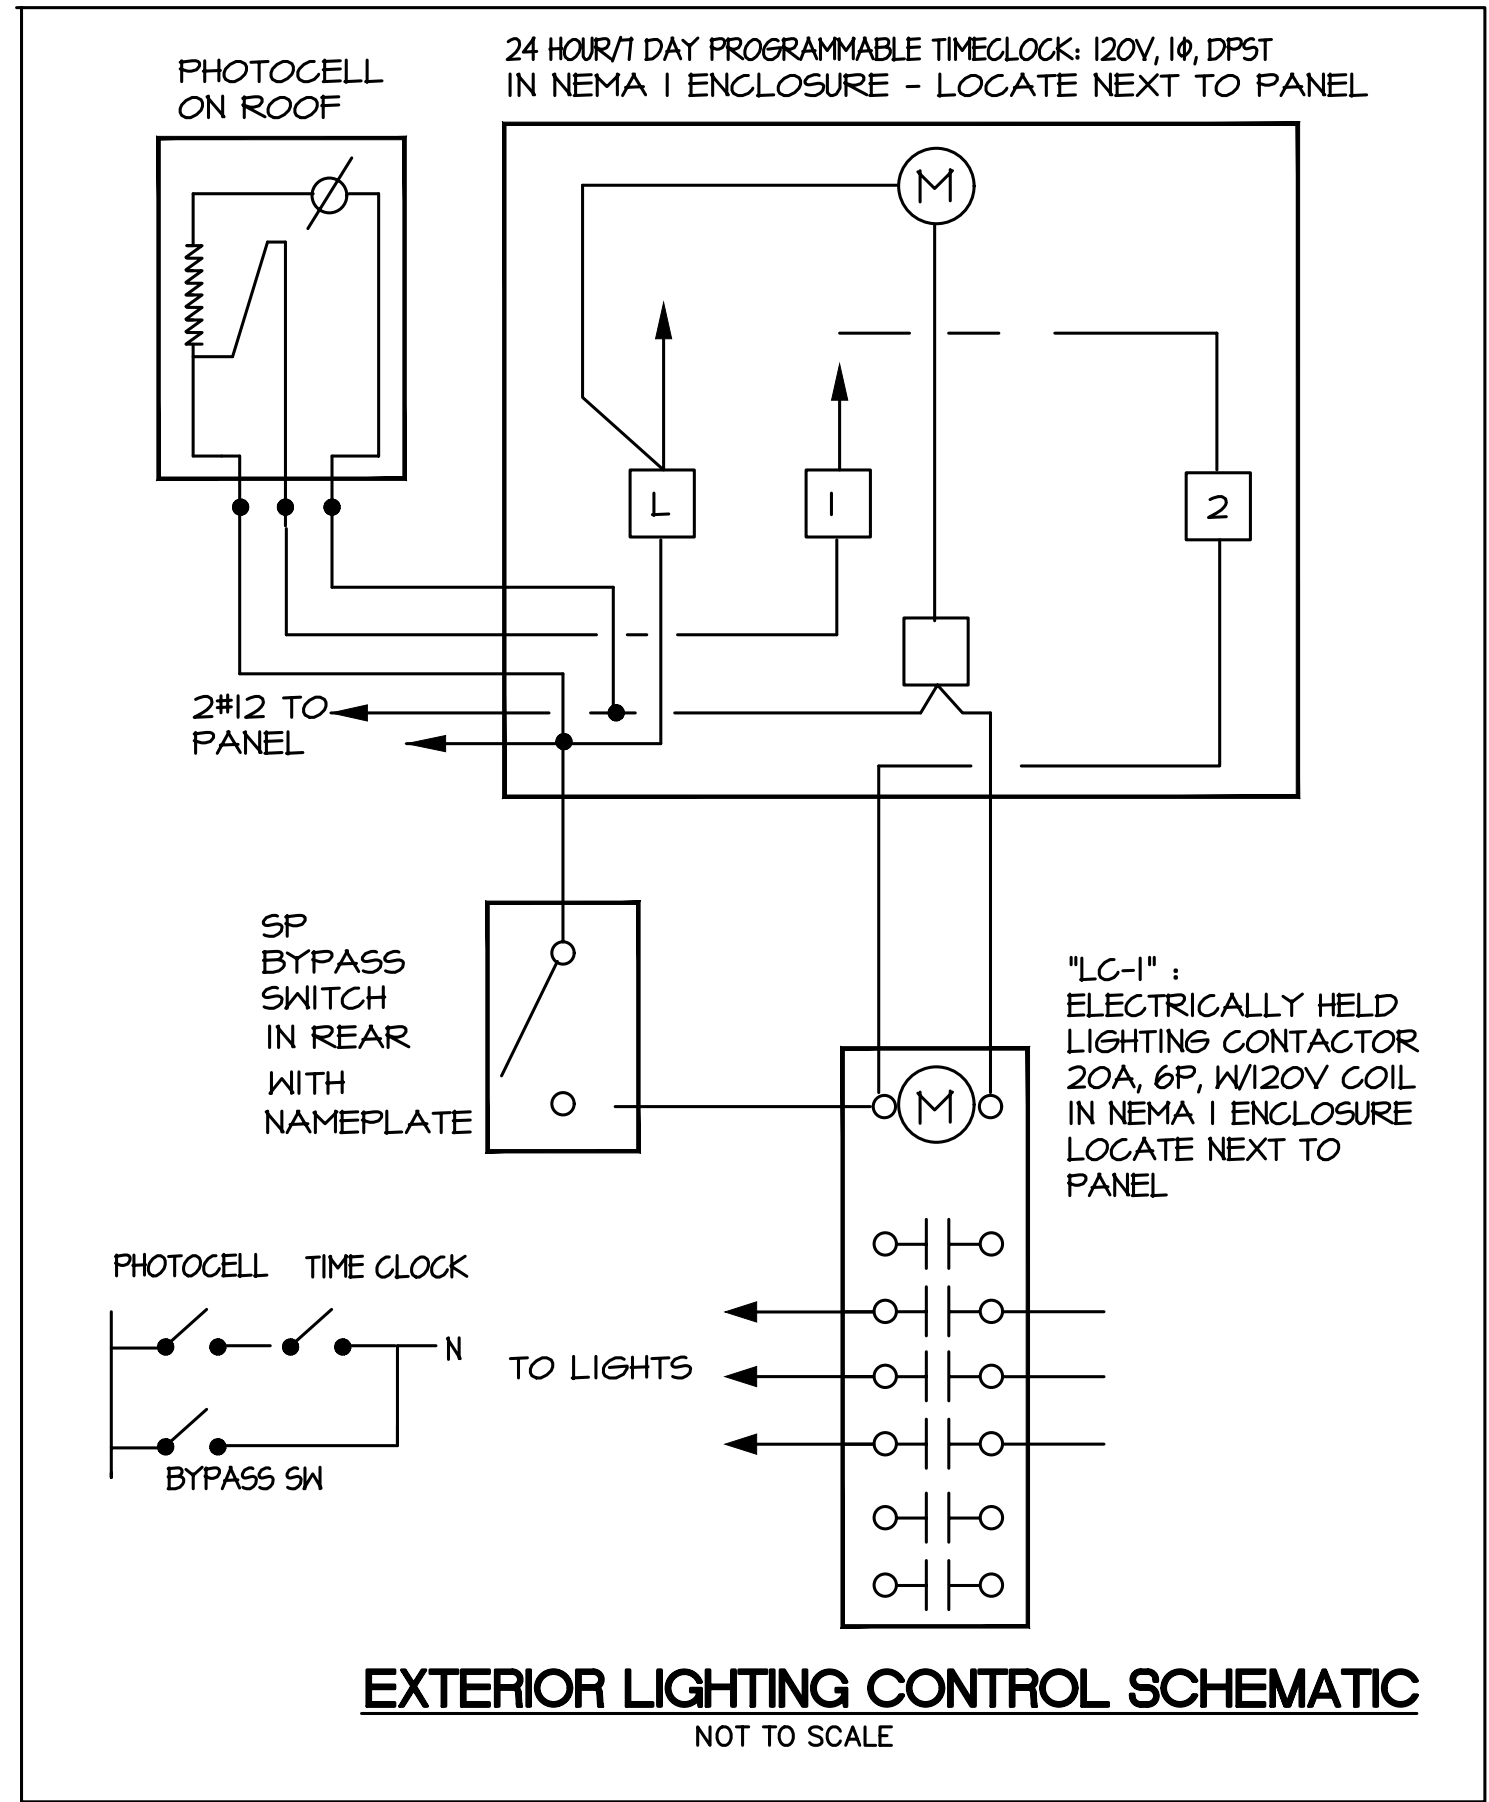 24 HOUR/7 DAY PROGRAMMABLE TIMECLOCK: 120V, 1Φ, DPST
IN NEMA 1 ENCLOSURE - LOCATE NEXT TO PANEL
PHOTOCELL
ON ROOF
M
L
1
2
2#12 TO
PANEL
SP
BYPASS
SWITCH
IN REAR
WITH
NAMEPLATE
"LC-1" :
ELECTRICALLY HELD
LIGHTING CONTACTOR
20A, 6P, W/120V COIL
IN NEMA 1 ENCLOSURE
LOCATE NEXT TO
PANEL
M
PHOTOCELL
TIME CLOCK
N
BYPASS SW
TO LIGHTS
EXTERIOR LIGHTING CONTROL SCHEMATIC
NOT TO SCALE